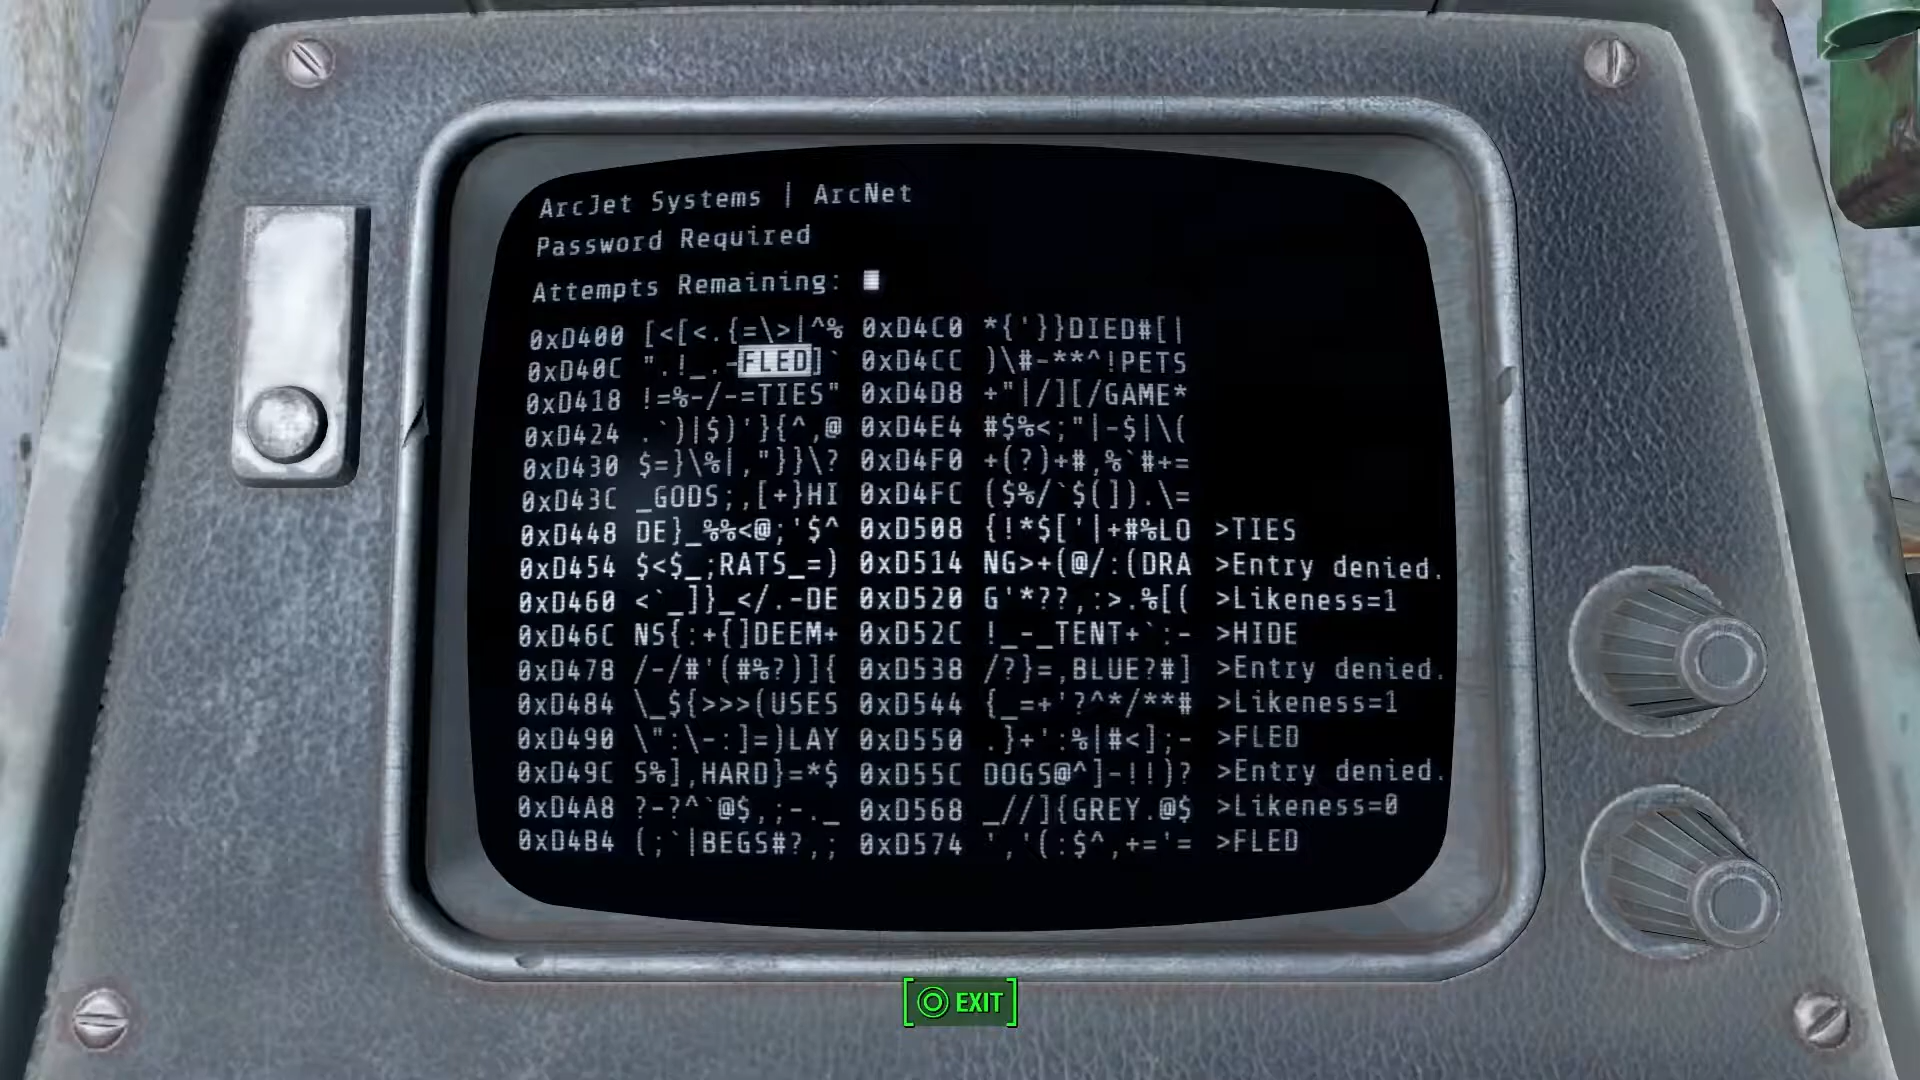 ArcJet Systems | ArcNet
Password Required
Attempts Remaining: ■
0xD400 [<[<.{=\>|^% 0xD4C0 *{'}}DIED#[|
0xD40C ".!_.-FLED]` 0xD4CC )\#-**^!PETS
0xD418 !=%-/-=TIES" 0xD4D8 +"|/][/GAME*
0xD424 .`)|$)'}{^,@ 0xD4E4 #$%<;"|-$|\(
0xD430 $=}\%|,"}}\? 0xD4F0 +(?)+#,%`#+=
0xD43C _GODS;,[+}HI 0xD4FC ($%/`$(]).\=
0xD448 DE}_%%<@;'$^ 0xD508 {!*$['|+#%LO >TIES
0xD454 $<$_;RATS_=) 0xD514 NG>+(@/:(DRA >Entry denied.
0xD460 <`_]}_</.-DE 0xD520 G'*??,:>.%[( >Likeness=1
0xD46C NS{:+{]DEEM+ 0xD52C !_-_TENT+`:- >HIDE
0xD478 /-/#'(#%?)]{ 0xD538 /?}=,BLUE?#] >Entry denied.
0xD484 \_${>>>(USES 0xD544 {_=+'?^*/**# >Likeness=1
0xD490 \":\-:]=)LAY 0xD550 .}+':%|#<];- >FLED
0xD49C S%],HARD}=*$ 0xD55C DOGS@^]-!!)? >Entry denied.
0xD4A8 ?-?^`@$,;-._ 0xD568 _//]{GREY.@$ >Likeness=0
0xD4B4 (;`|BEGS#?,; 0xD574 ','(:$^,+='= >FLED
EXIT